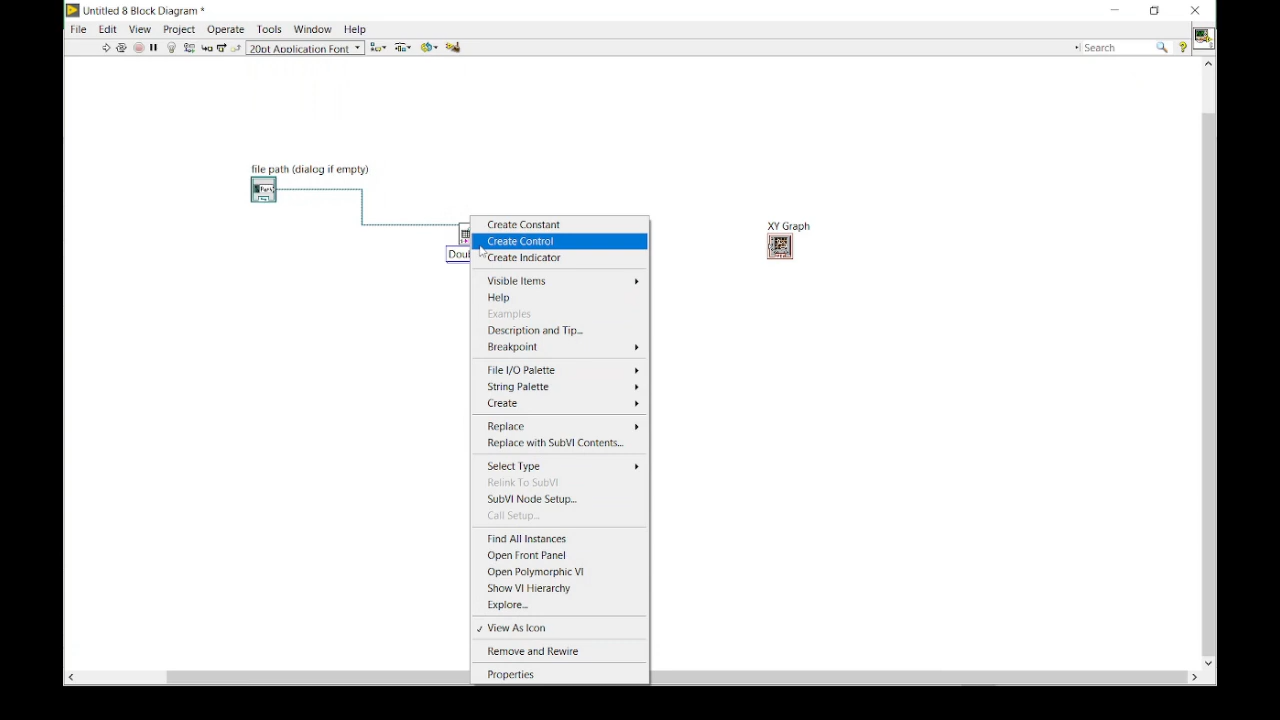 Untitled 8 Block Diagram *
File Edit View Project Operate Tools Window Help
20pt Application Font
Search
file path (dialog if empty)
XY Graph
Create Constant
Create Control
Create Indicator
Visible Items
Help
Examples
Description and Tip...
Breakpoint
File I/O Palette
String Palette
Create
Replace
Replace with SubVI Contents...
Select Type
Relink To SubVI
SubVI Node Setup...
Call Setup...
Find All Instances
Open Front Panel
Open Polymorphic VI
Show VI Hierarchy
Explore...
View As Icon
Remove and Rewire
Properties